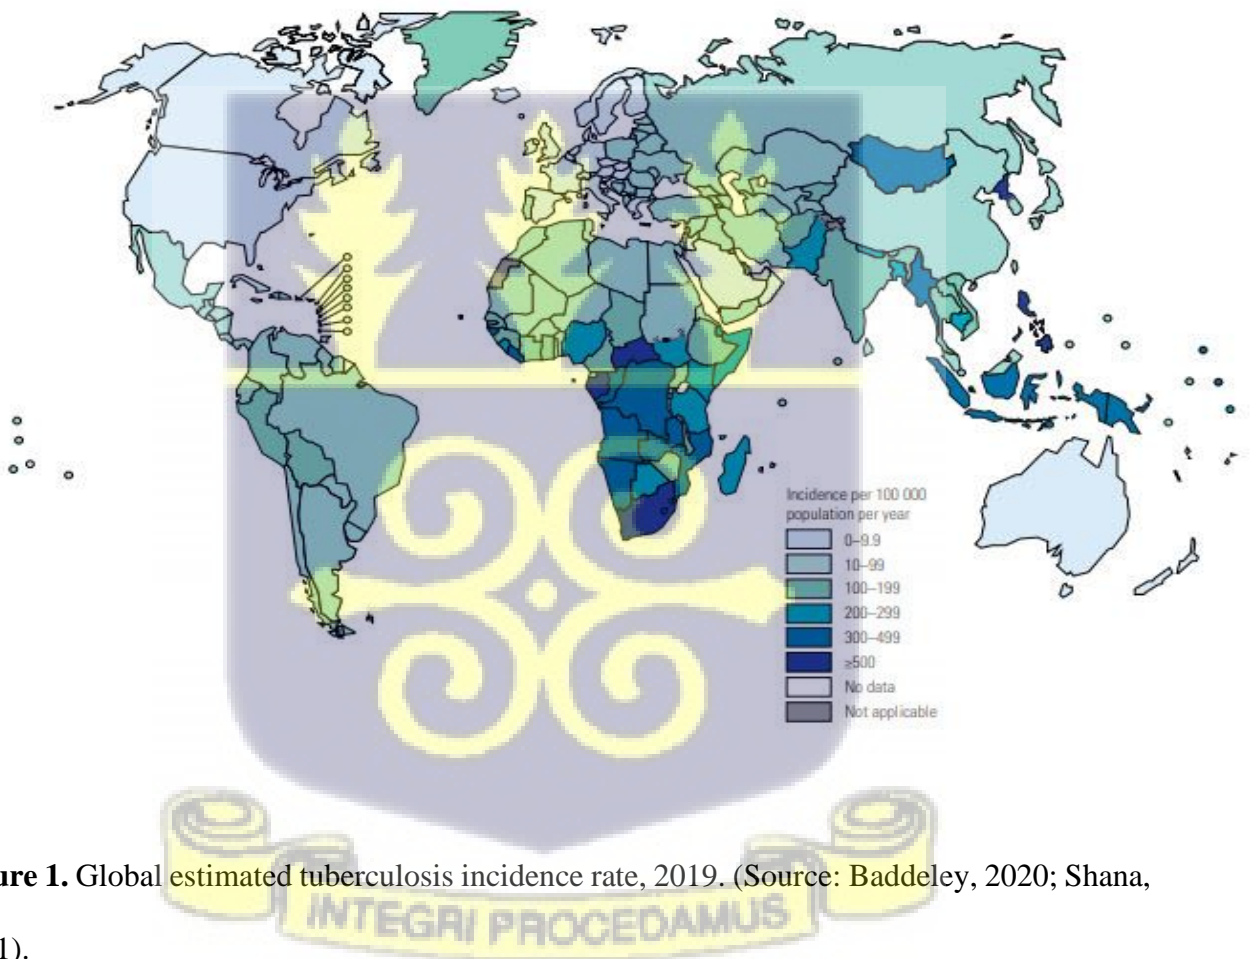 Incidence per 100 000
population per year
0–9.9
10–99
100–199
200–299
300–499
≥500
No data
Not applicable
ure 1. Global estimated tuberculosis incidence rate, 2019. (Source: Baddeley, 2020; Shana,
1).
INTEGRI PROCEDAMUS